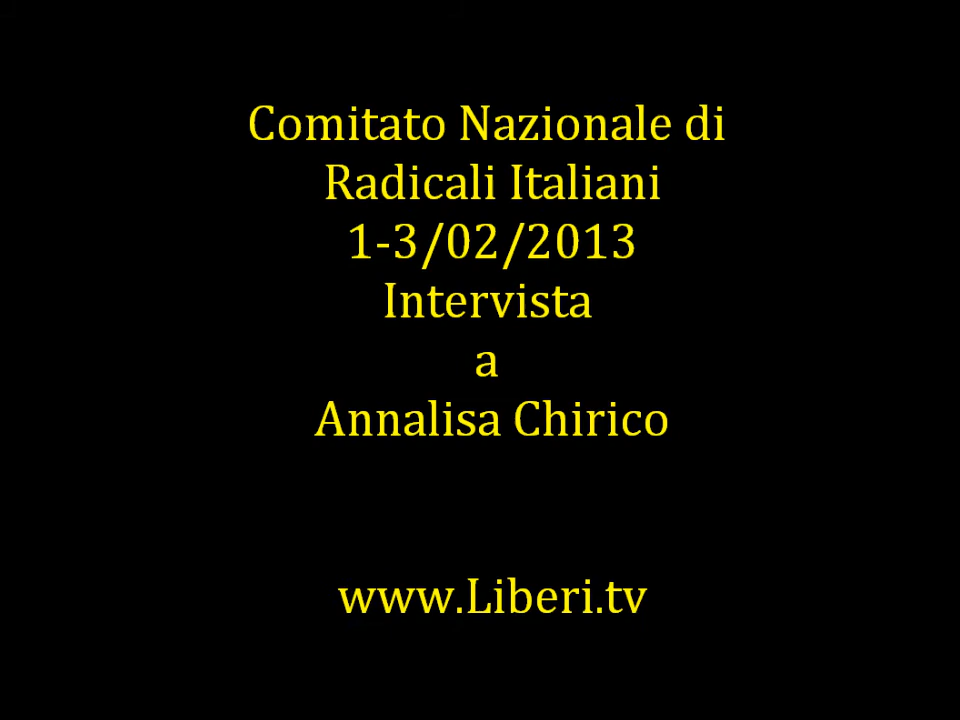 Comitato Nazionale di
Radicali Italiani
1-3/02/2013
Intervista
a
Annalisa Chirico
www.Liberi.tv